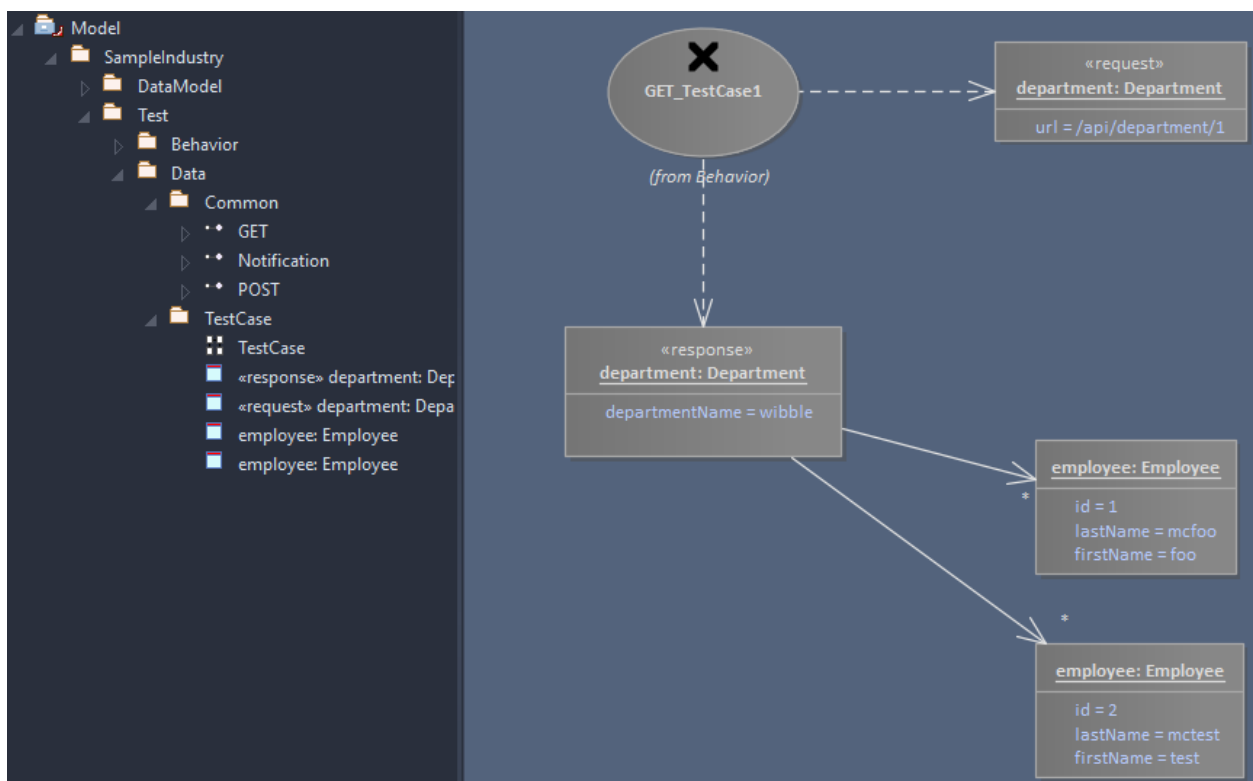 Model
SampleIndustry
DataModel
Test
Behavior
Data
Common
GET
Notification
POST
TestCase
TestCase
«response» department: Dep
«request» department: Depa
employee: Employee
employee: Employee
GET_TestCase1
(from Behavior)
«request»
department: Department
url = /api/department/1
«response»
department: Department
departmentName = wibble
*
employee: Employee
id = 1
lastName = mcfoo
firstName = foo
*
employee: Employee
id = 2
lastName = mctest
firstName = test